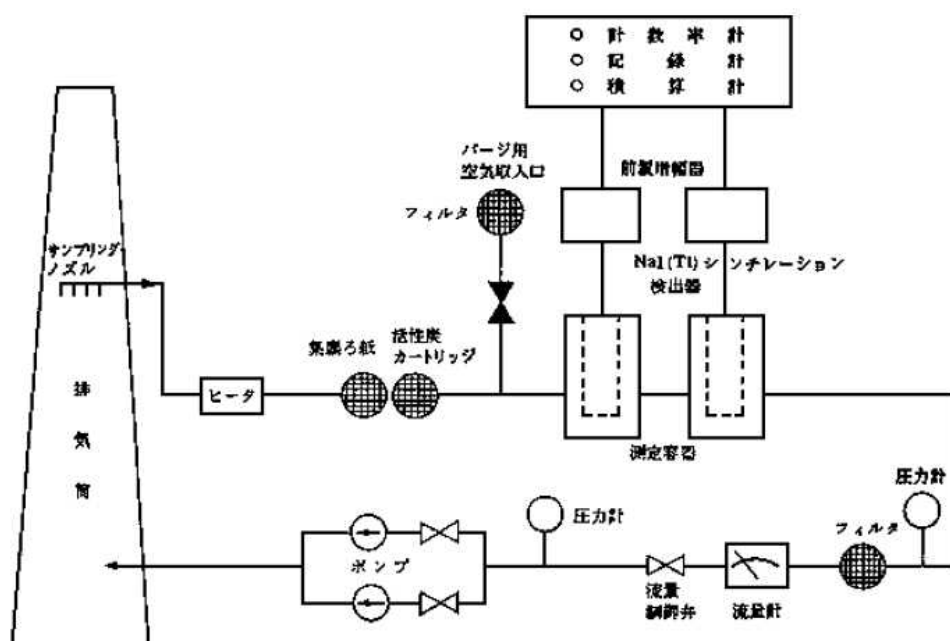 ○ 計数率計
○ 記録計
○ 積算計
パージ用
空気取入口
フィルタ
前置増幅器
サンプリング
ノズル
NaI(Tl)シンチレーション
検出器
集塵ろ紙
活性炭
カートリッジ
ヒータ
排気筒
測定容器
圧力計
圧力計
フィルタ
ポンプ
流量
調節弁
流量計